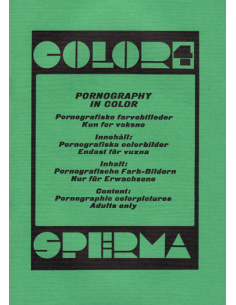 COLOR 4
PORNOGRAPHY
IN COLOR
Pornografiske farvebilleder
Kun for voksne
Innehåll:
Pornografiska colorbilder
Endast för vuxna
Inhalt:
Pornografische Farb-Bildern
Nur für Erwachsene
Content:
Pornographic colorpictures
Adults only
SPERMA